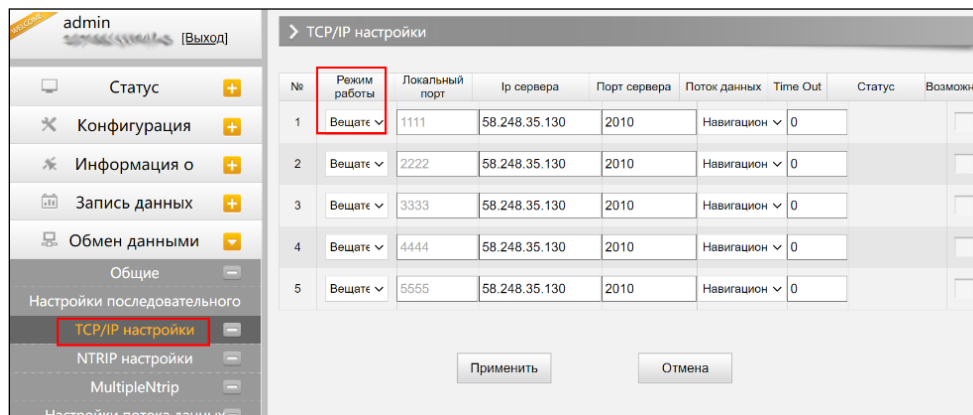 WELCOME
admin
[Выход]
Статус
Конфигурация
Информация о
Запись данных
Обмен данными
Общие
Настройки последовательного
TCP/IP настройки
NTRIP настройки
MultipleNtrip
Настройки потока данных
TCP/IP настройки
№ Режим работы Локальный порт Ip сервера Порт сервера Поток данных Time Out Статус Возможн
1 Вещате 1111 58.248.35.130 2010 Навигацион 0
2 Вещате 2222 58.248.35.130 2010 Навигацион 0
3 Вещате 3333 58.248.35.130 2010 Навигацион 0
4 Вещате 4444 58.248.35.130 2010 Навигацион 0
5 Вещате 5555 58.248.35.130 2010 Навигацион 0
Применить Отмена